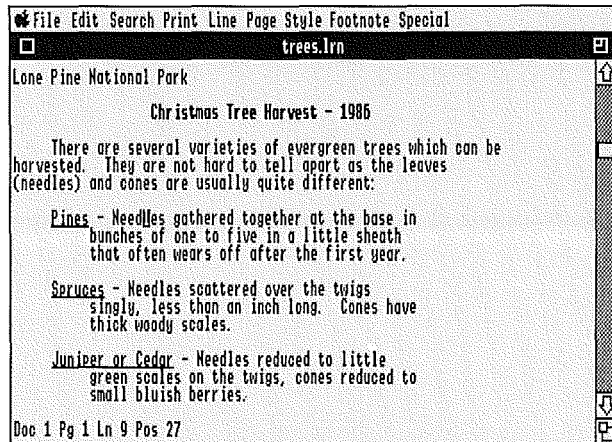 File Edit Search Print Line Page Style Footnote Special
trees.lrn
Lone Pine National Park
Christmas Tree Harvest - 1986
There are several varieties of evergreen trees which can be
harvested. They are not hard to tell apart as the leaves
(needles) and cones are usually quite different:
Pines - Needles gathered together at the base in
bunches of one to five in a little sheath
that often wears off after the first year.
Spruces - Needles scattered over the twigs
singly, less than an inch long. Cones have
thick woody scales.
Juniper or Cedar - Needles reduced to little
green scales on the twigs, cones reduced to
small bluish berries.
Doc 1 Pg 1 Ln 9 Pos 27